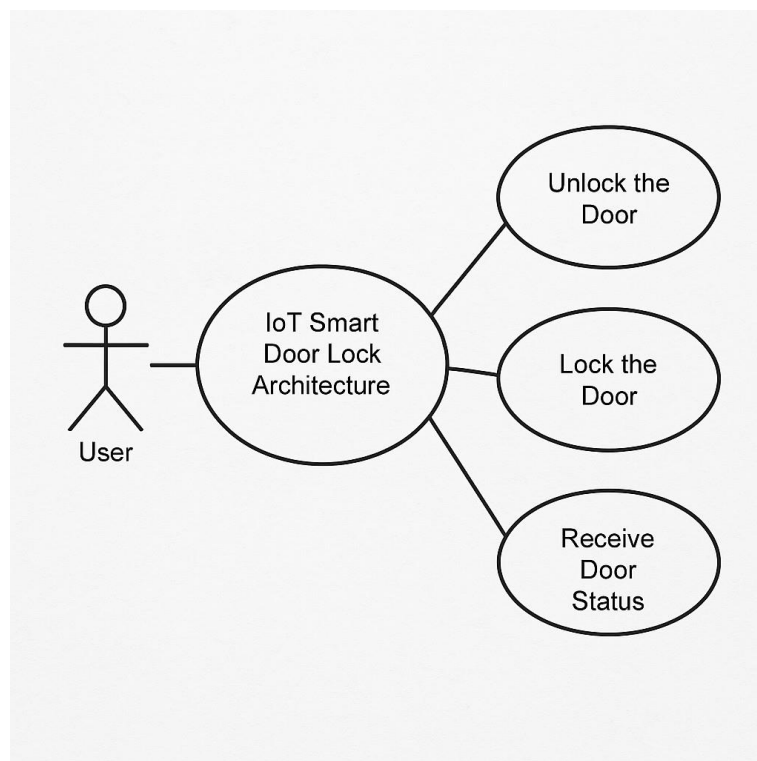 User
IoT Smart
Door Lock
Architecture
Unlock the
Door
Lock the
Door
Receive
Door
Status